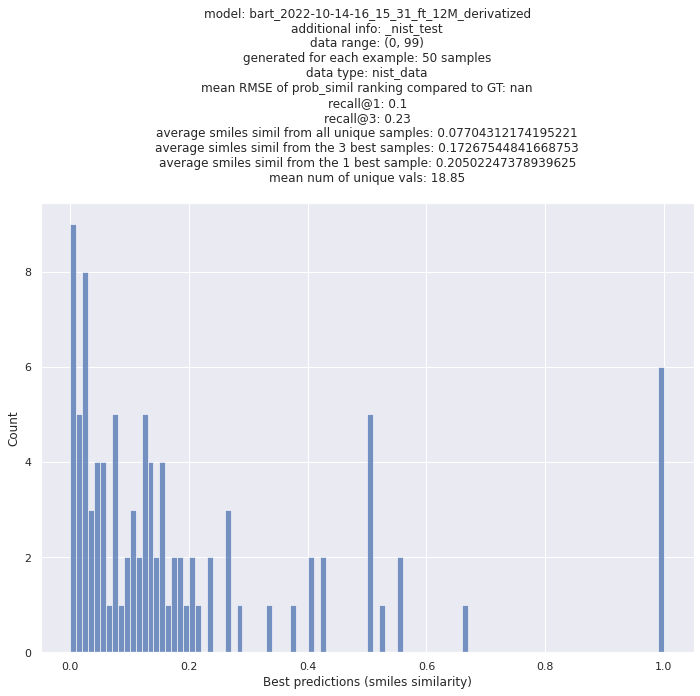 model: bart_2022-10-14-16_15_31_ft_12M_derivatized
additional info: _nist_test
data range: (0, 99)
generated for each example: 50 samples
data type: nist_data
mean RMSE of prob_simil ranking compared to GT: nan
recall@1: 0.1
recall@3: 0.23
average smiles simil from all unique samples: 0.07704312174195221
average simles simil from the 3 best samples: 0.17267544841668753
average smiles simil from the 1 best sample: 0.20502247378939625
mean num of unique vals: 18.85
8
6
4
2
0
Count
0.0 0.2 0.4 0.6 0.8 1.0
Best predictions (smiles similarity)